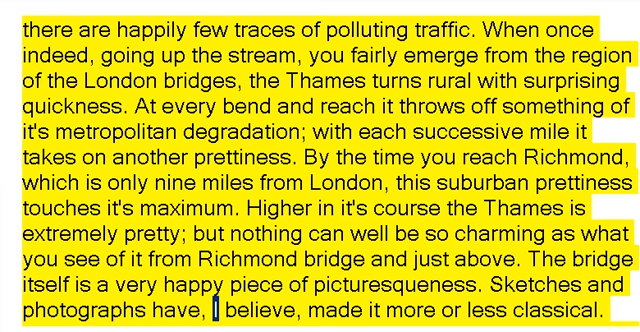 there are happily few traces of polluting traffic. When once
indeed, going up the stream, you fairly emerge from the region
of the London bridges, the Thames turns rural with surprising
quickness. At every bend and reach it throws off something of
it's metropolitan degradation; with each successive mile it
takes on another prettiness. By the time you reach Richmond,
which is only nine miles from London, this suburban prettiness
touches it's maximum. Higher in it's course the Thames is
extremely pretty; but nothing can well be so charming as what
you see of it from Richmond bridge and just above. The bridge
itself is a very happy piece of picturesqueness. Sketches and
photographs have, I believe, made it more or less classical.